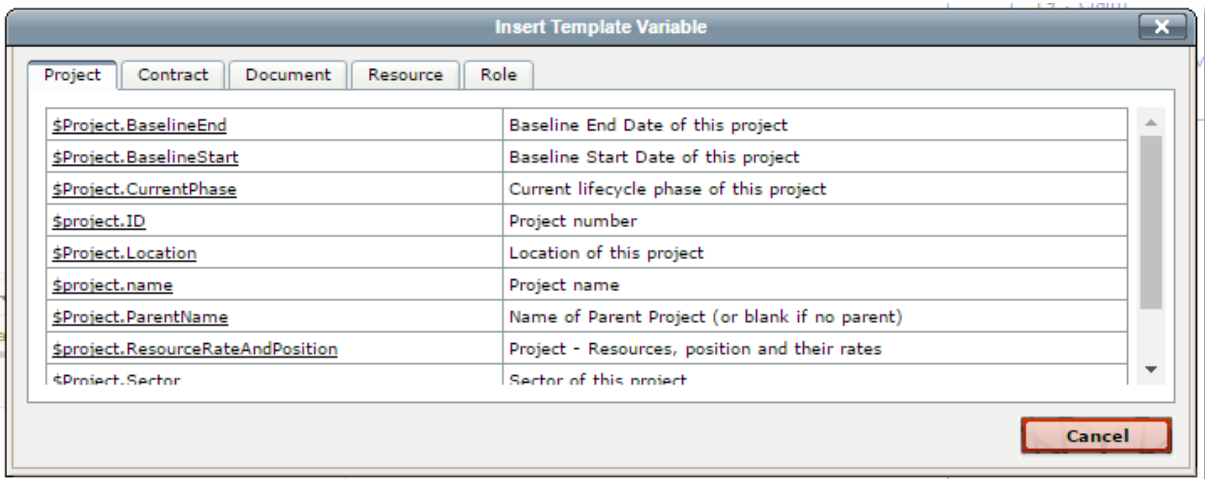 Insert Template Variable
Project Contract Document Resource Role
$Project.BaselineEnd Baseline End Date of this project
$Project.BaselineStart Baseline Start Date of this project
$Project.CurrentPhase Current lifecycle phase of this project
$project.ID Project number
$Project.Location Location of this project
$project.name Project name
$Project.ParentName Name of Parent Project (or blank if no parent)
$project.ResourceRateAndPosition Project - Resources, position and their rates
$Project.Sector Sector of this project
Cancel